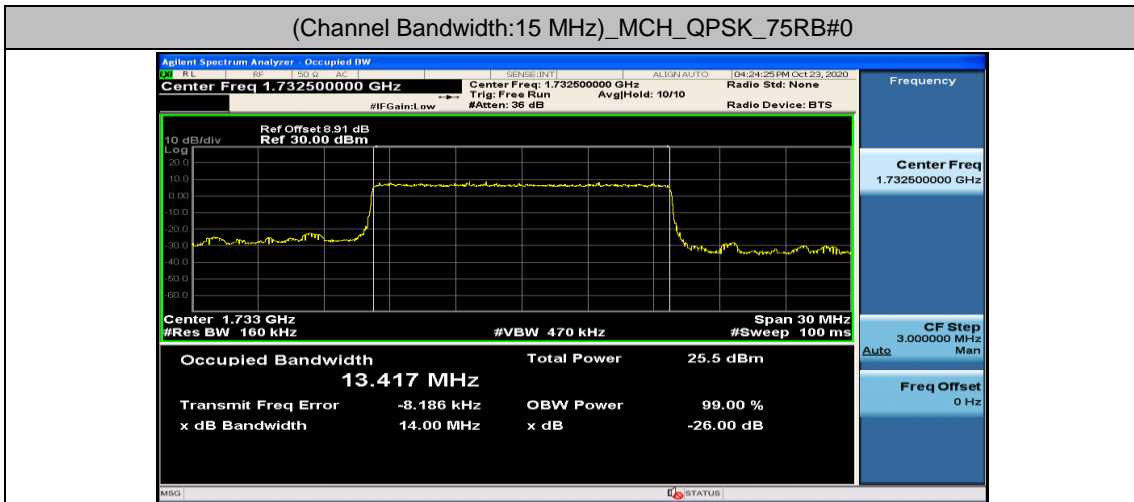 (Channel Bandwidth:15 MHz)_MCH_QPSK_75RB#0
Agilent Spectrum Analyzer - Occupied BW
LXI RL RF 50 Ω AC SENSE:INT ALIGN AUTO 04:24:25 PM Oct 23, 2020
Center Freq 1.732500000 GHz
Center Freq: 1.732500000 GHz
Radio Std: None
Trig: Free Run Avg|Hold: 10/10
#IFGain:Low #Atten: 36 dB Radio Device: BTS
Ref Offset 8.91 dB
10 dB/div Ref 30.00 dBm
Log
20.0
10.0
0.00
-10.0
-20.0
-30.0
-40.0
-50.0
-60.0
Center 1.733 GHz Span 30 MHz
#Res BW 160 kHz #VBW 470 kHz #Sweep 100 ms
Occupied Bandwidth Total Power 25.5 dBm
13.417 MHz
Transmit Freq Error -8.186 kHz OBW Power 99.00 %
x dB Bandwidth 14.00 MHz x dB -26.00 dB
MSG STATUS
Frequency
Center Freq
1.732500000 GHz
CF Step
3.000000 MHz
Auto Man
Freq Offset
0 Hz